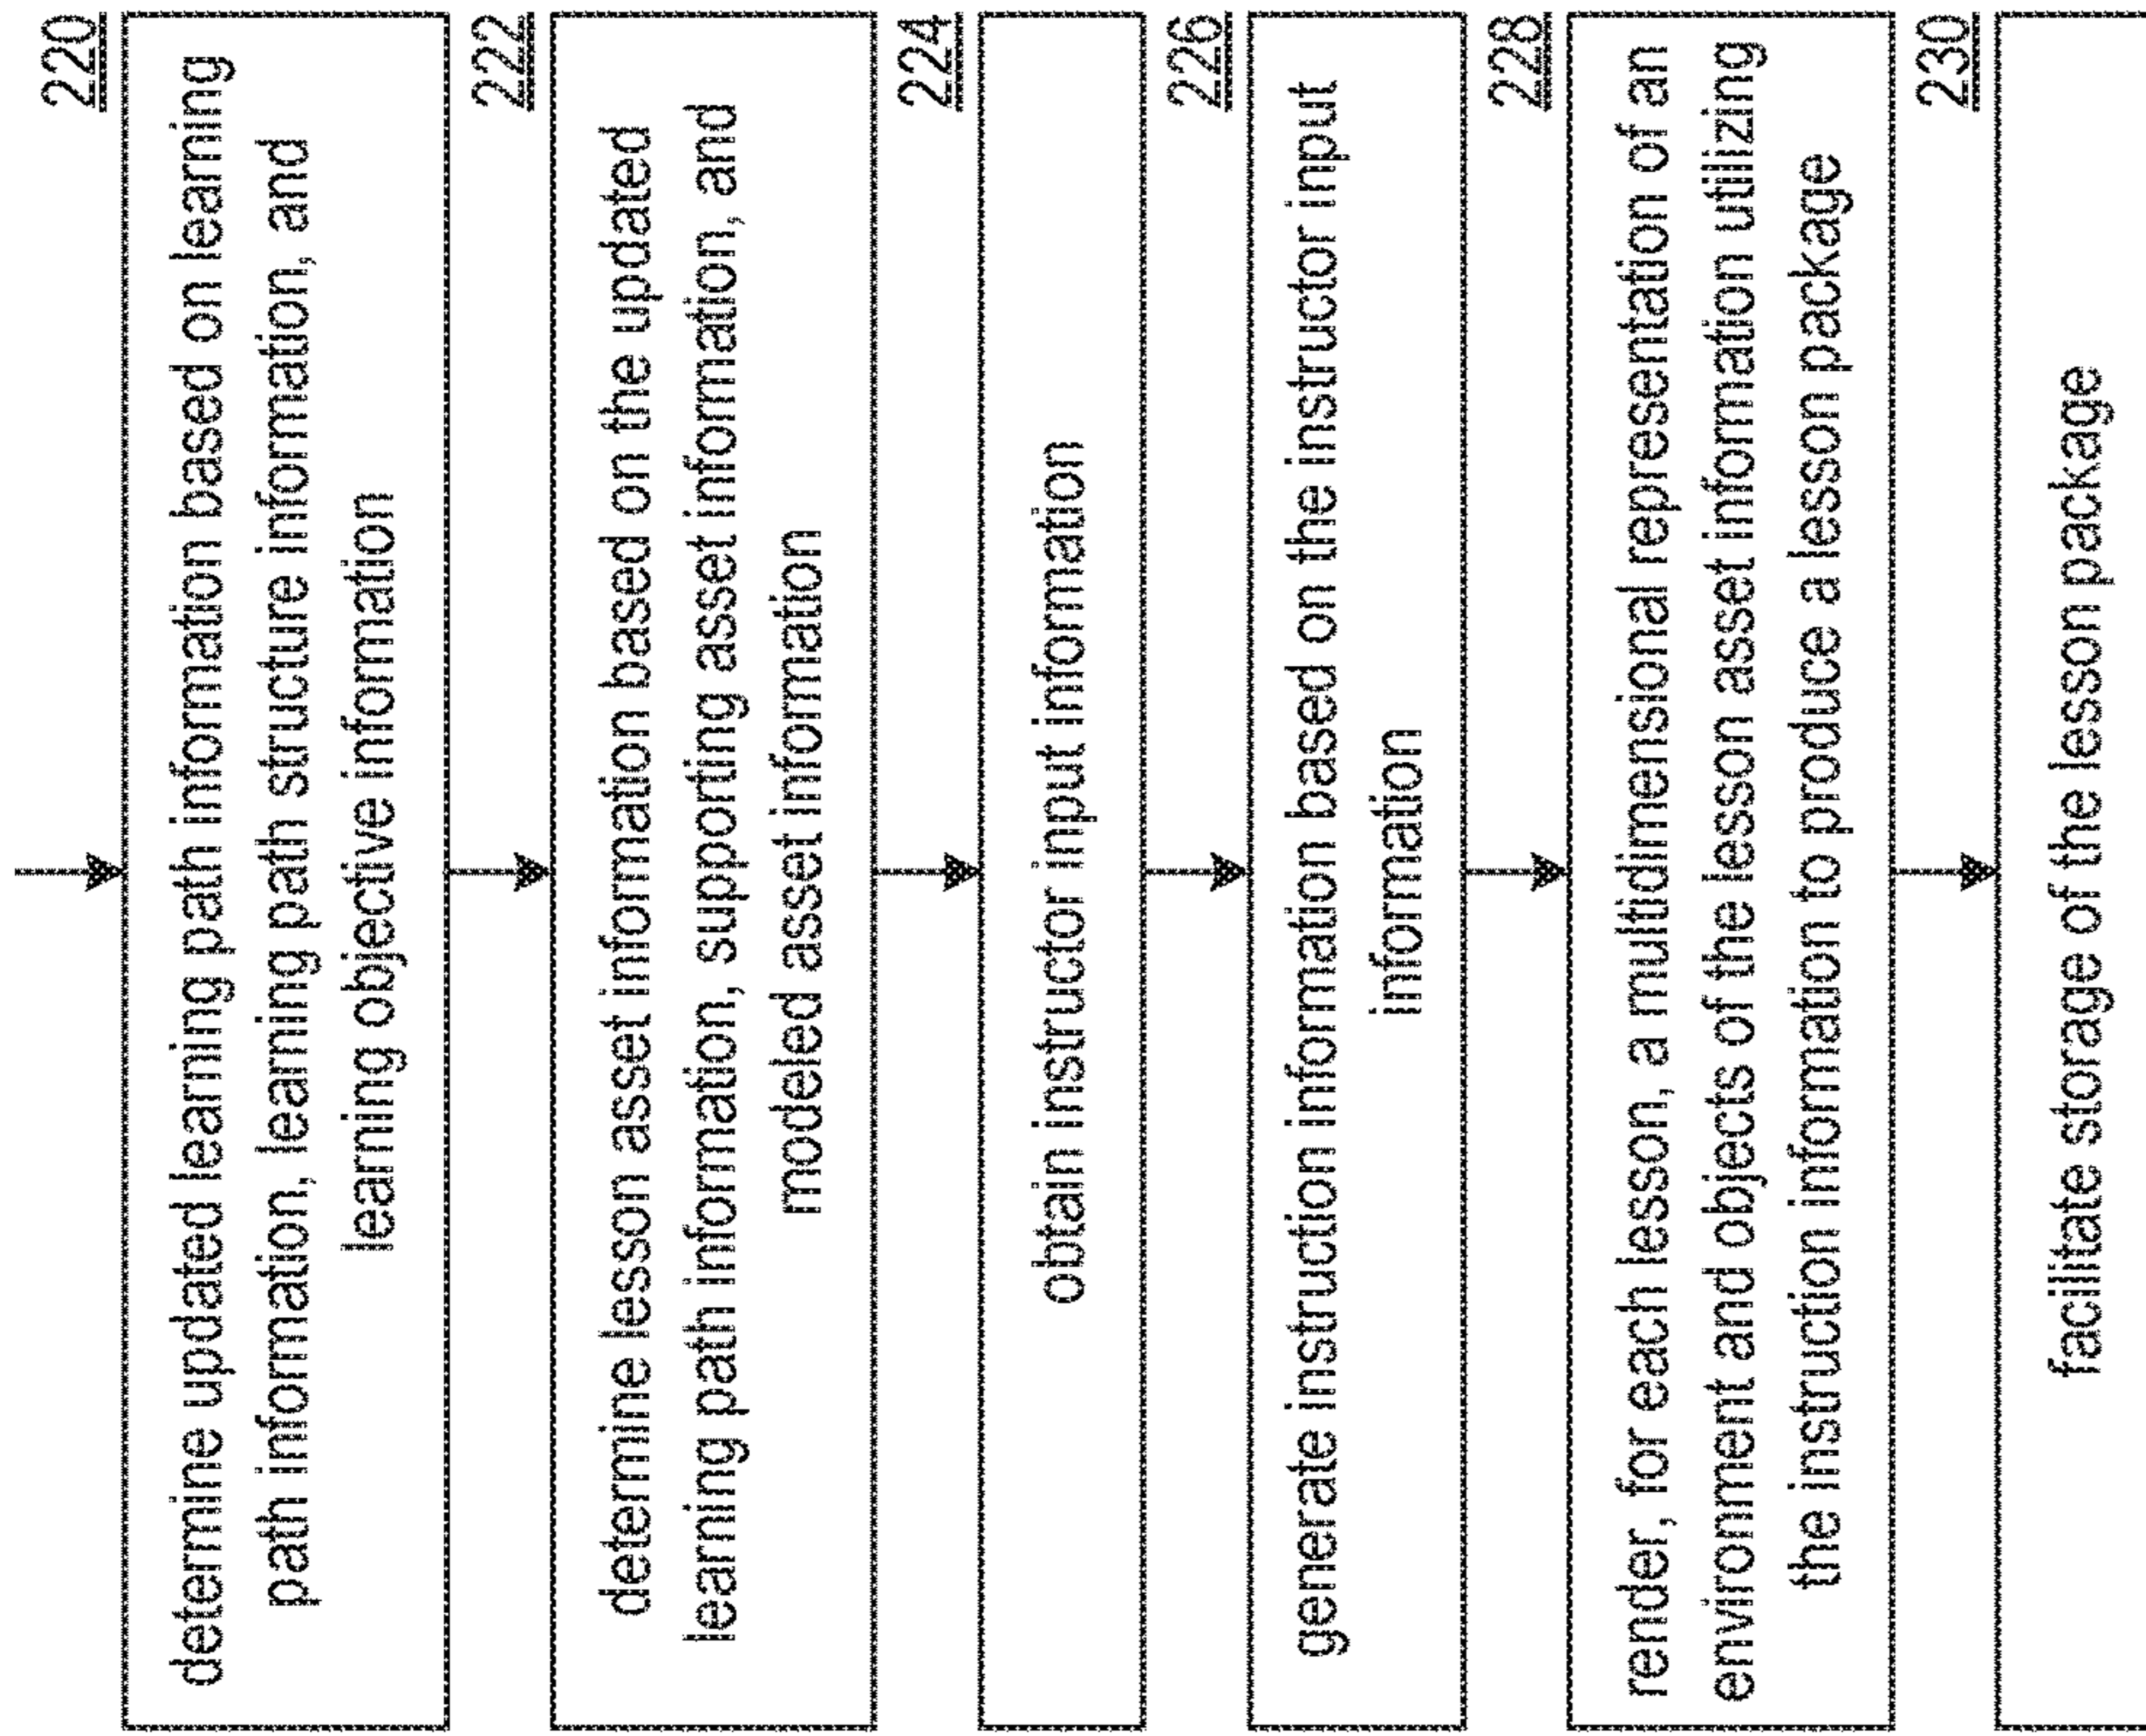 220
determine updated learning path information based on learning
path information, learning path structure information, and
learning objective information
222
determine lesson asset information based on the updated
learning path information, supporting asset information, and
modeled asset information
224
obtain instructor input information
226
generate instruction information based on the instructor input
information
228
render, for each lesson, a multidimensional representation of an
environment and objects of the lesson asset information utilizing
the instruction information to produce a lesson package
230
facilitate storage of the lesson package